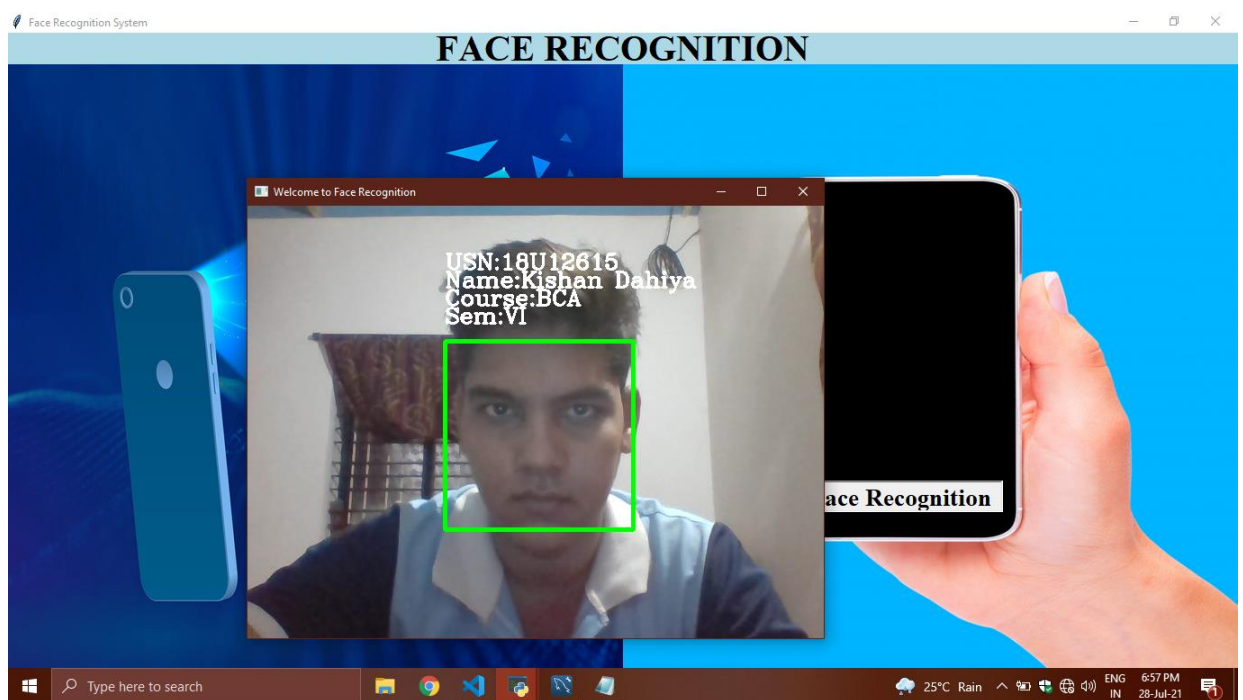 Face Recognition System
FACE RECOGNITION
Welcome to Face Recognition
USN:18U12615
Name:Kishan Dahiya
Course:BCA
Sem:VI
ace Recognition
Type here to search
25°C Rain
ENG
IN
6:57 PM
28-Jul-21
1